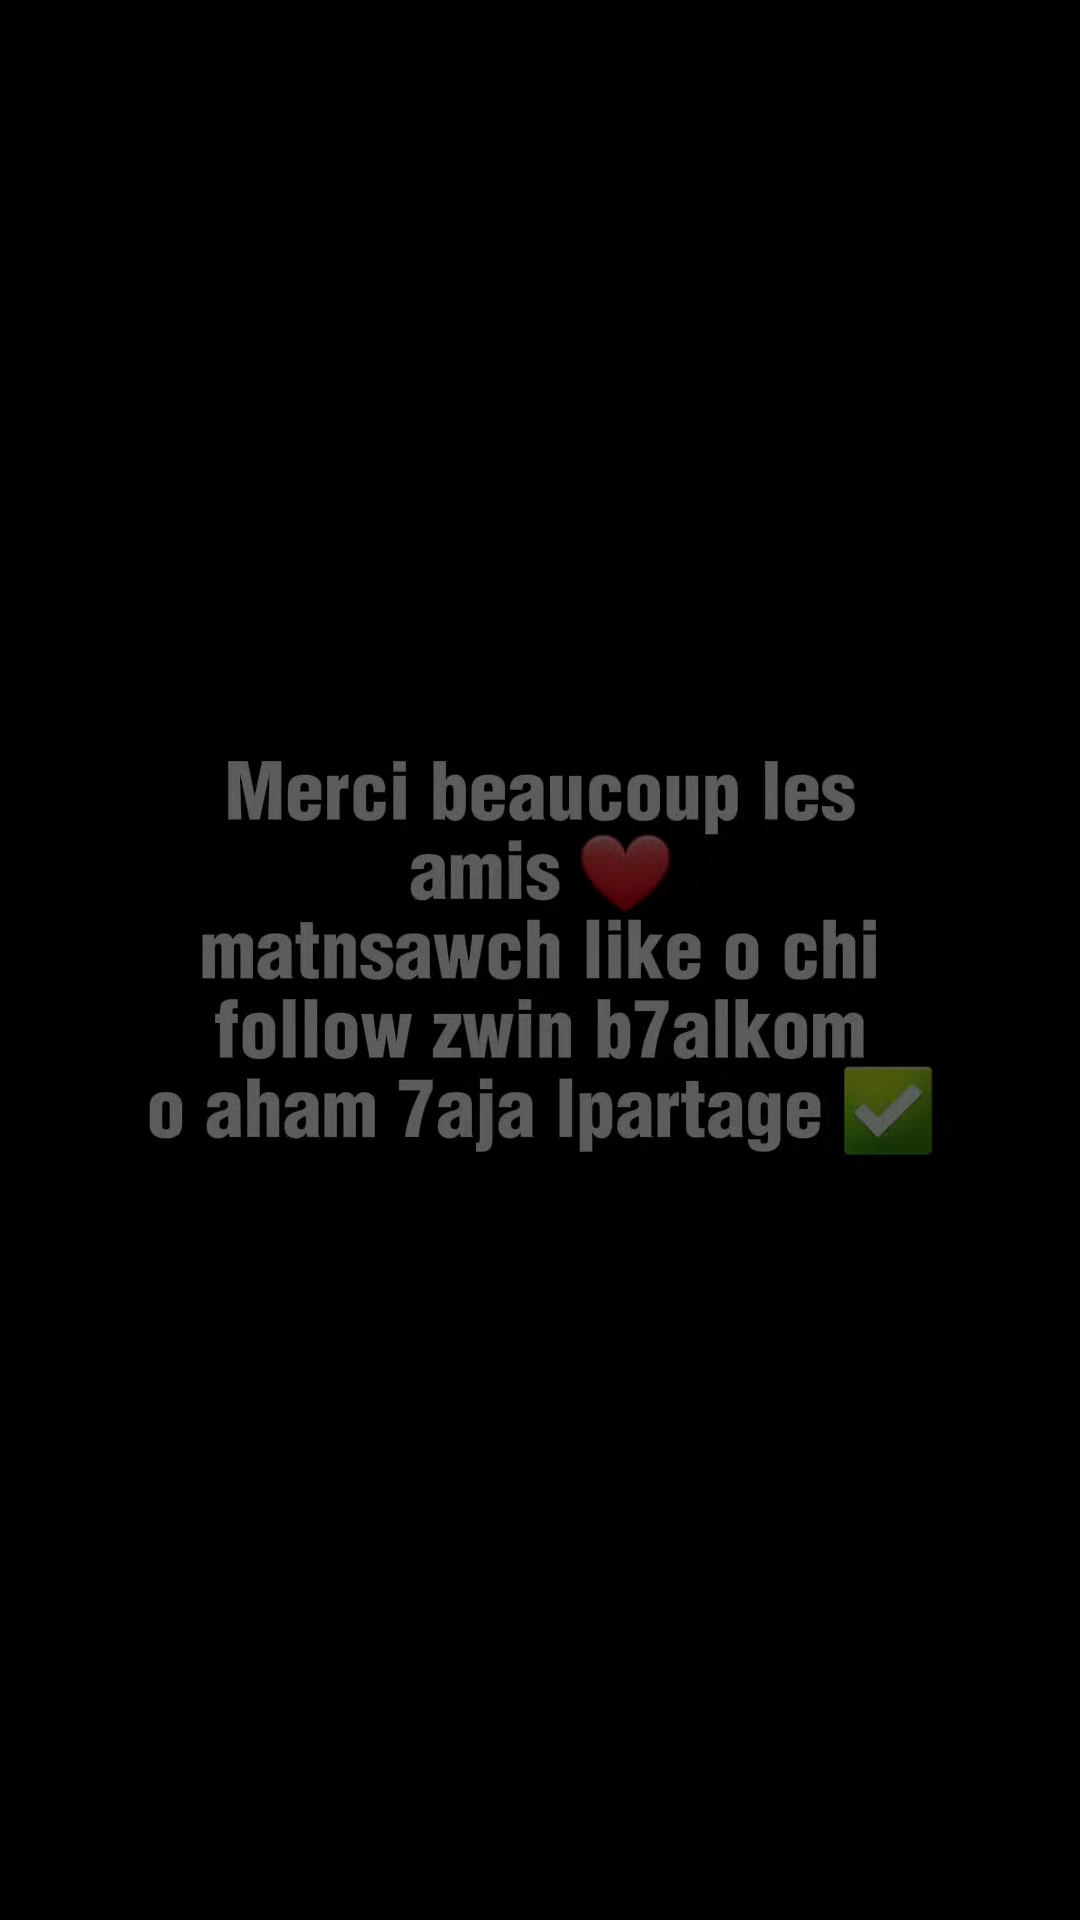 Merci beaucoup les
amis ❤️
matnsawch like o chi
follow zwin b7alkom
o aham 7aja lpartage ✅